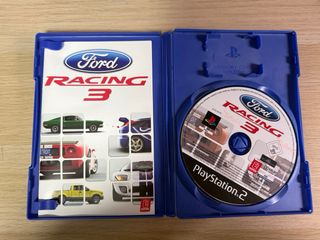 Ford
RACING
3
Ford
RACING
3
PlayStation.2